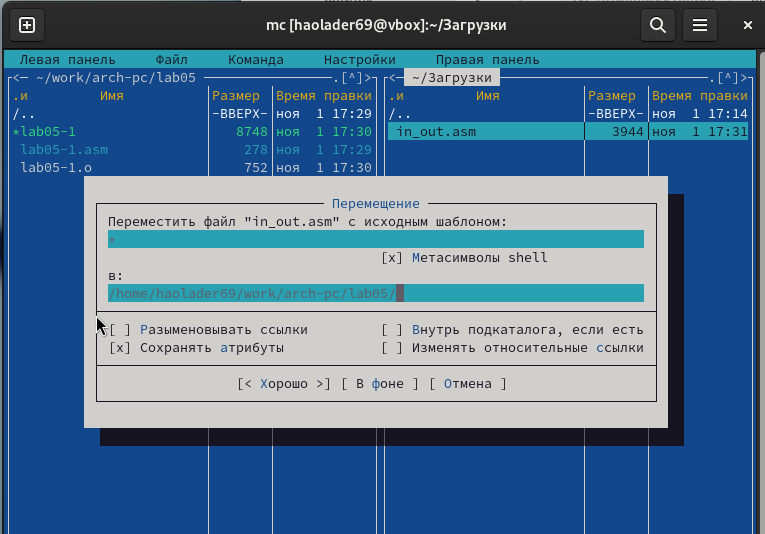 mc [haolader69@vbox]:~/Загрузки
Левая панель Файл Команда Настройки Правая панель
<─ ~/work/arch-pc/lab05 .[^]> <─ ~/Загрузки .[^]>
.и Имя Размер Время правки .и Имя Размер Время правки
/.. -ВВЕРХ- ноя 1 17:29 /.. -ВВЕРХ- ноя 1 17:14
*lab05-1 8748 ноя 1 17:30 in_out.asm 3944 ноя 1 17:31
lab05-1.asm 278 ноя 1 17:29
lab05-1.o 752 ноя 1 17:30
Перемещение
Переместить файл "in_out.asm" с исходным шаблоном:
*
[x] Метасимволы shell
в:
/home/haolader69/work/arch-pc/lab05/
[ ] Разыменовывать ссылки [ ] Внутрь подкаталога, если есть
[x] Сохранять атрибуты [ ] Изменять относительные ссылки
[< Хорошо >] [ В фоне ] [ Отмена ]